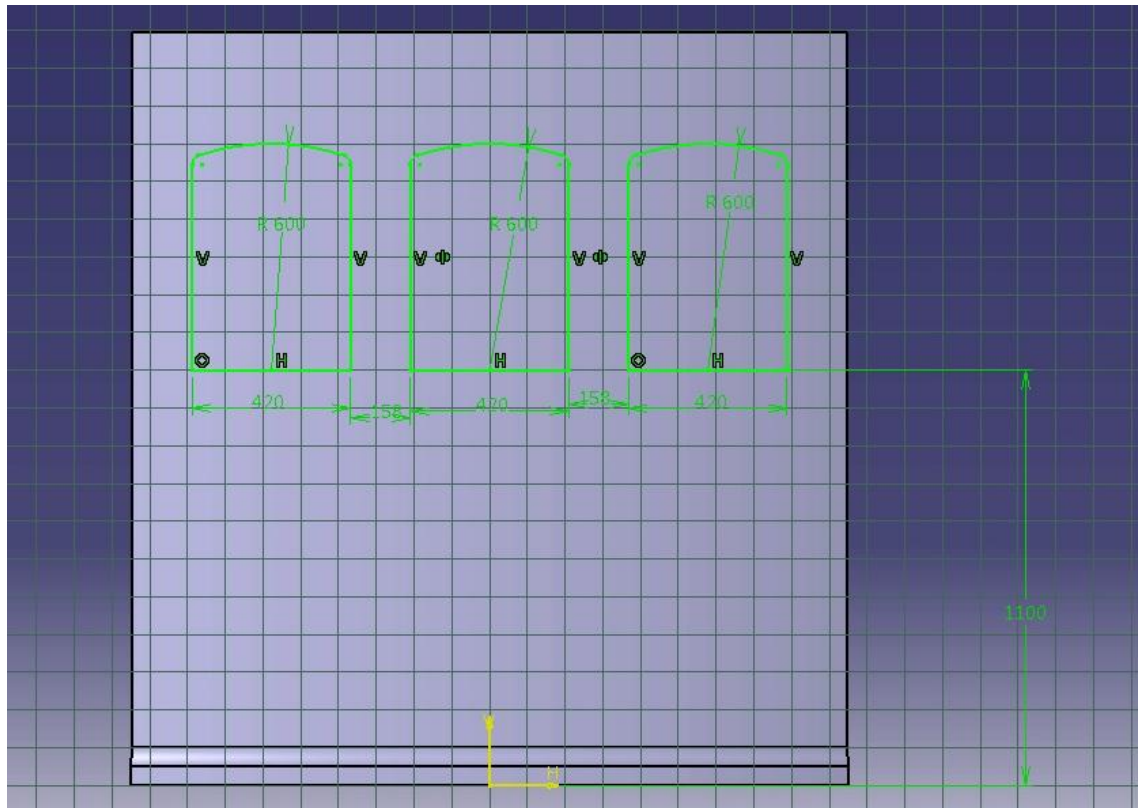 R 600 R 600 R 600
V V V Φ V Φ V V
H H H
420 158 420 158 420
1100
V
H